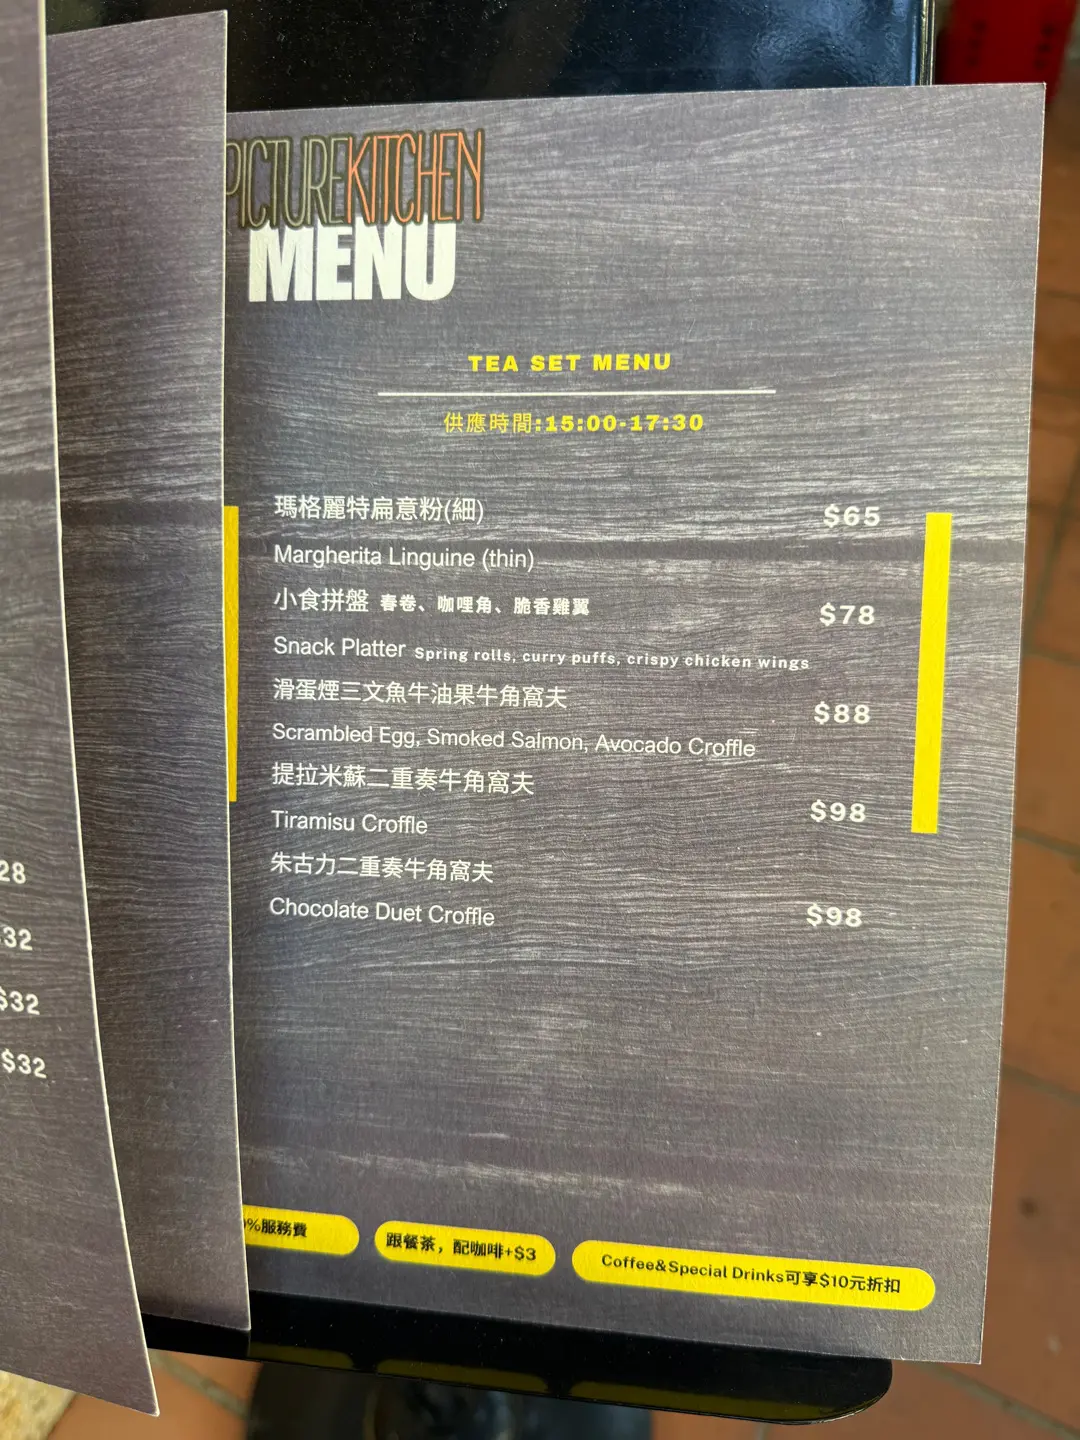 PICTUREKITCHEN
MENU
TEA SET MENU
供應時間:15:00-17:30
瑪格麗特扁意粉(細)
$65
Margherita Linguine (thin)
小食拼盤 春卷、咖哩角、脆香雞翼
$78
Snack Platter Spring rolls, curry puffs, crispy chicken wings
滑蛋煙三文魚牛油果牛角窩夫
$88
Scrambled Egg, Smoked Salmon, Avocado Croffle
提拉米蘇二重奏牛角窩夫
$98
Tiramisu Croffle
朱古力二重奏牛角窩夫
Chocolate Duet Croffle
$98
28
32
$32
$32
%服務費
跟餐茶，配咖啡+$3
Coffee&Special Drinks可享$10元折扣